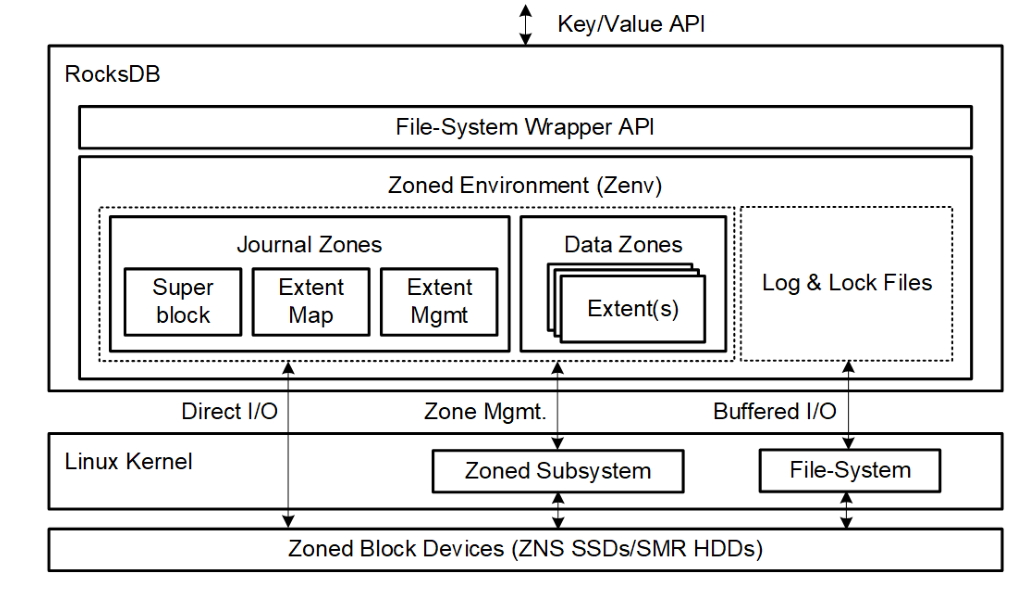 Key/Value API
RocksDB
File-System Wrapper API
Zoned Environment (Zenv)
Journal Zones
Super
block
Extent
Map
Extent
Mgmt
Data Zones
Extent(s)
Log & Lock Files
Direct I/O
Zone Mgmt.
Buffered I/O
Linux Kernel
Zoned Subsystem
File-System
Zoned Block Devices (ZNS SSDs/SMR HDDs)